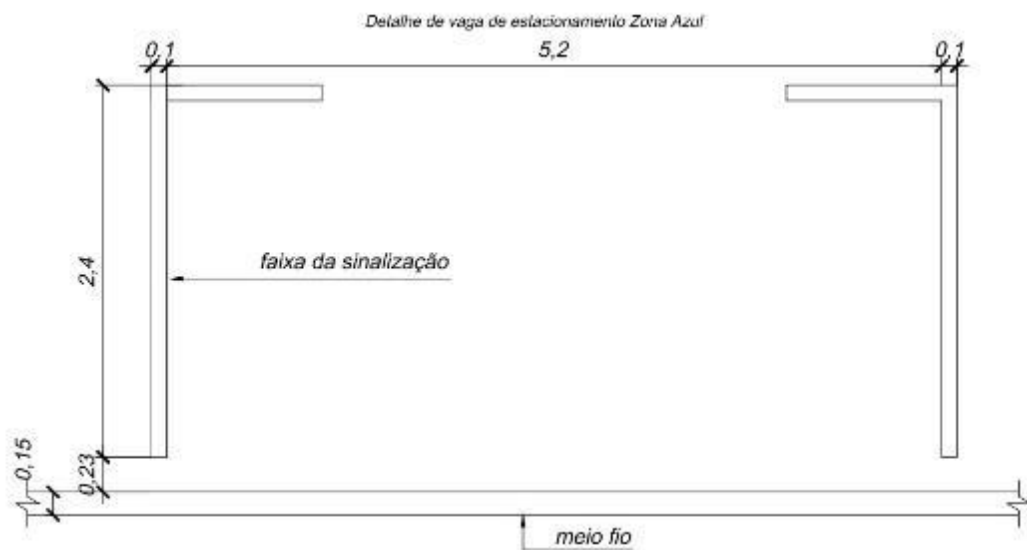 Detalhe de vaga de estacionamento Zona Azul
0,1
5,2
0,1
2,4
faixa da sinalização
0,15
0,23
meio fio